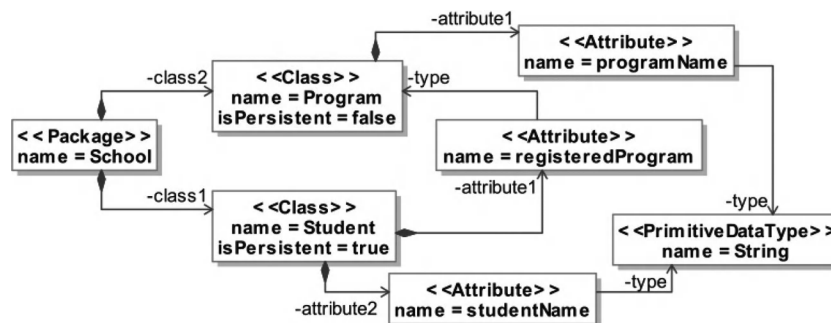 -attribute1
<<Attribute>>
name = programName
-class2
<<Class>>
name = Program
isPersistent = false
-type
<<Package>>
name = School
<<Attribute>>
name = registeredProgram
-class1
-attribute1
<<Class>>
name = Student
isPersistent = true
-type
<<PrimitiveDataType>>
name = String
-attribute2
<<Attribute>>
name = studentName
-type